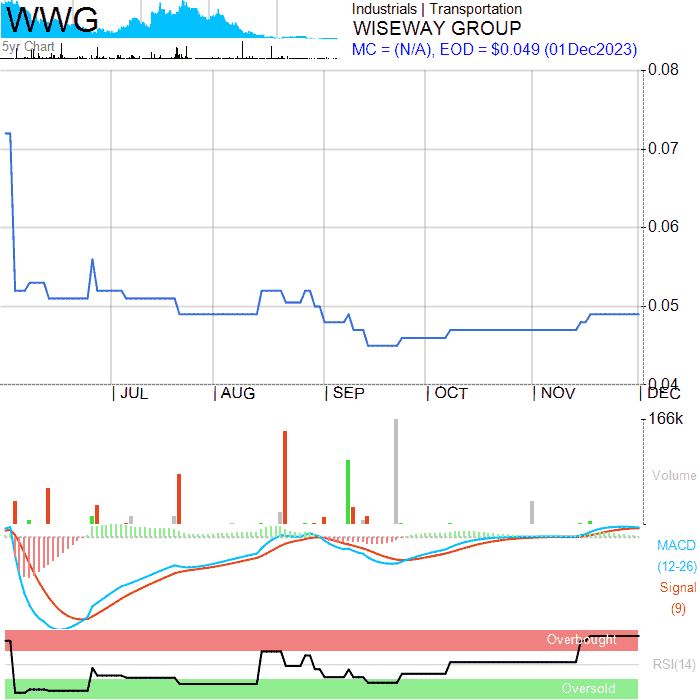 WWG
5yr Chart
Industrials | Transportation
WISEWAY GROUP
MC = (N/A), EOD = $0.049 (01Dec2023)
0.08
0.07
0.06
0.05
0.04
| JUL
| AUG
| SEP
| OCT
| NOV
| DEC
166k
Volume
MACD
(12-26)
Signal
(9)
Overbought
RSI(14)
Oversold